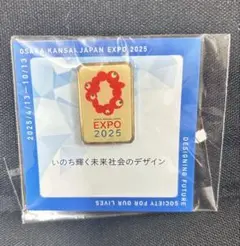 OSAKA KANSAI JAPAN EXPO 2025
2025/4/13-10/13
EXPO
2025
いのち輝く未来社会のデザイン
DESIGNING FUTURE
SOCIETY FOR OUR LIVES